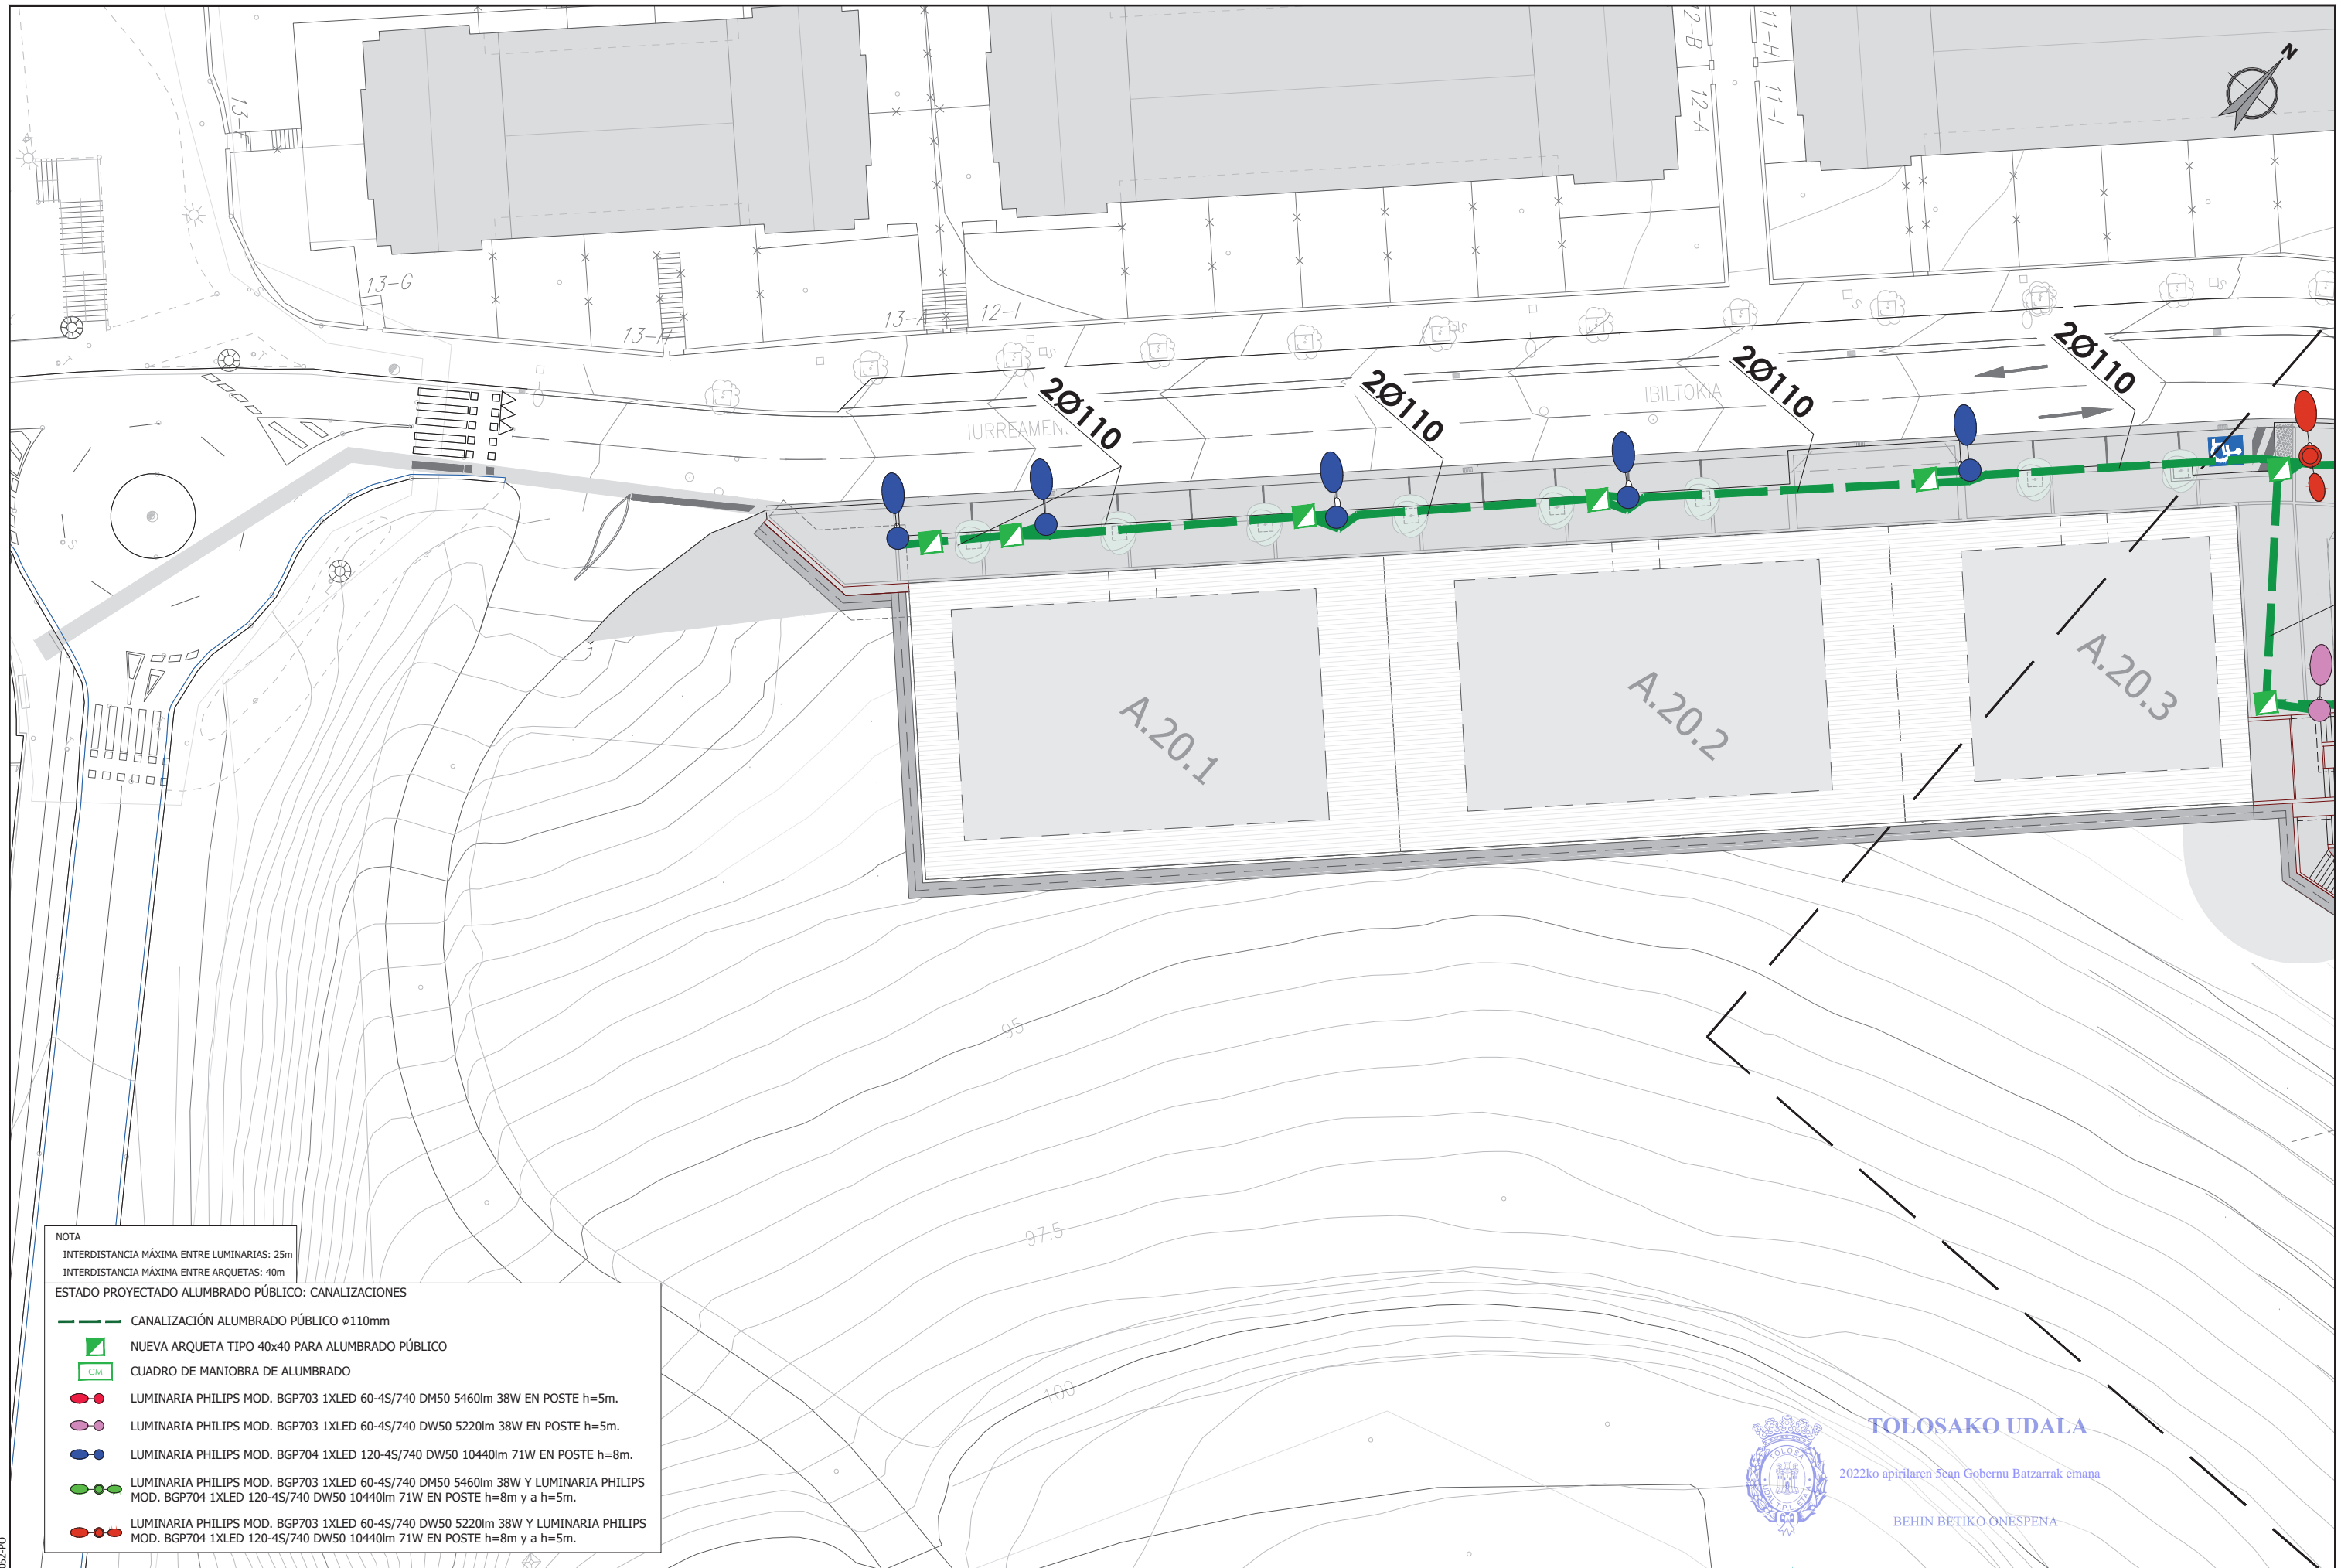 13-L
12-B
12-A
11-H
11-I
N
13-G
13-H
13-A
12-I
2Ø110
2Ø110
2Ø110
2Ø110
IBILTOKIA
A.20.1
A.20.2
A.20.3
95
97.5
100
NOTA
INTERDISTANCIA MÁXIMA ENTRE LUMINARIAS: 25m
INTERDISTANCIA MÁXIMA ENTRE ARQUETAS: 40m
ESTADO PROYECTADO ALUMBRADO PÚBLICO: CANALIZACIONES
CANALIZACIÓN ALUMBRADO PÚBLICO ø110mm
NUEVA ARQUETA TIPO 40x40 PARA ALUMBRADO PÚBLICO
CM
CUADRO DE MANIOBRA DE ALUMBRADO
LUMINARIA PHILIPS MOD. BGP703 1XLED 60-4S/740 DM50 5460lm 38W EN POSTE h=5m.
LUMINARIA PHILIPS MOD. BGP703 1XLED 60-4S/740 DW50 5220lm 38W EN POSTE h=5m.
LUMINARIA PHILIPS MOD. BGP704 1XLED 120-4S/740 DW50 10440lm 71W EN POSTE h=8m.
LUMINARIA PHILIPS MOD. BGP703 1XLED 60-4S/740 DM50 5460lm 38W Y LUMINARIA PHILIPS
MOD. BGP704 1XLED 120-4S/740 DW50 10440lm 71W EN POSTE h=8m y a h=5m.
LUMINARIA PHILIPS MOD. BGP703 1XLED 60-4S/740 DW50 5220lm 38W Y LUMINARIA PHILIPS
MOD. BGP704 1XLED 120-4S/740 DW50 10440lm 71W EN POSTE h=8m y a h=5m.
TOLOSAKO UDALA
2022ko apirilaren 5ean Gobernu Batzarrak emana
BEHIN BETIKO ONESPENA